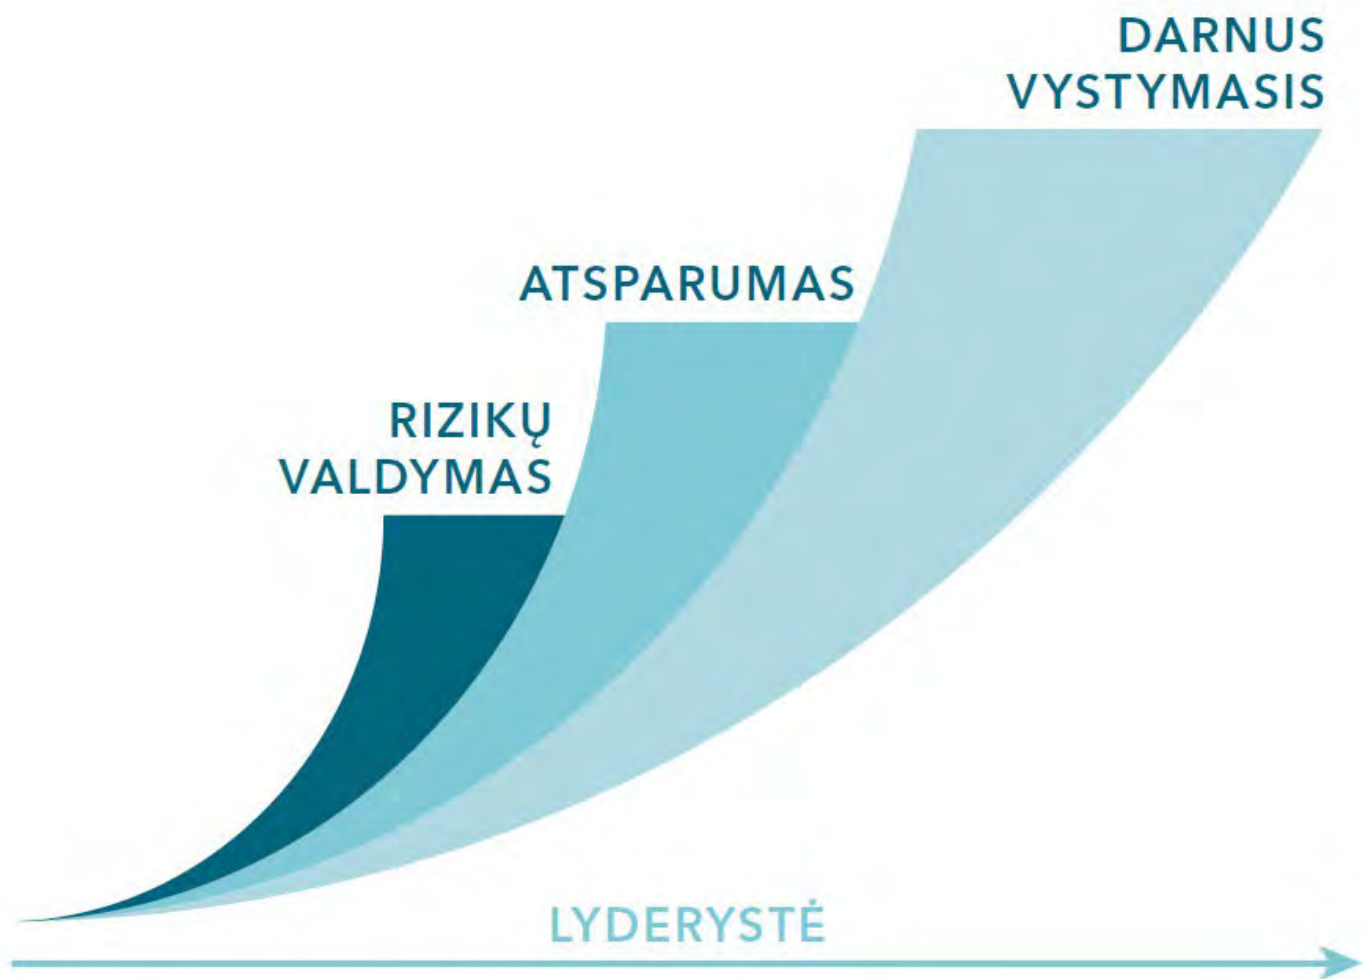 DARNUS
VYSTYMASIS
ATSPARUMAS
RIZIKŲ
VALDYMAS
LYDERYSTĖ